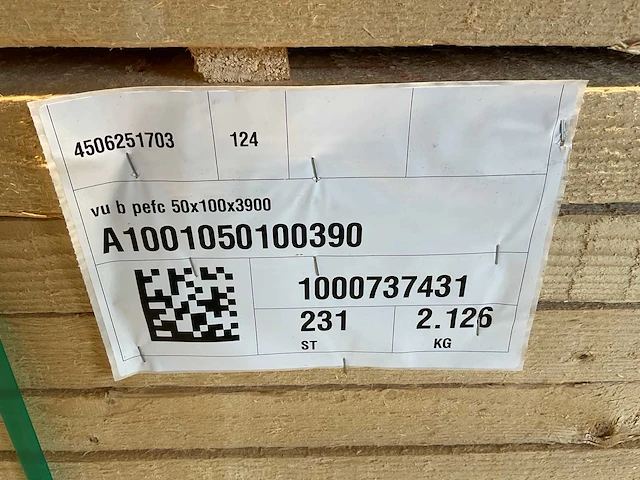 4506251703 124
vu b pefc 50x100x3900
A1001050100390
1000737431
231 2.126
ST KG